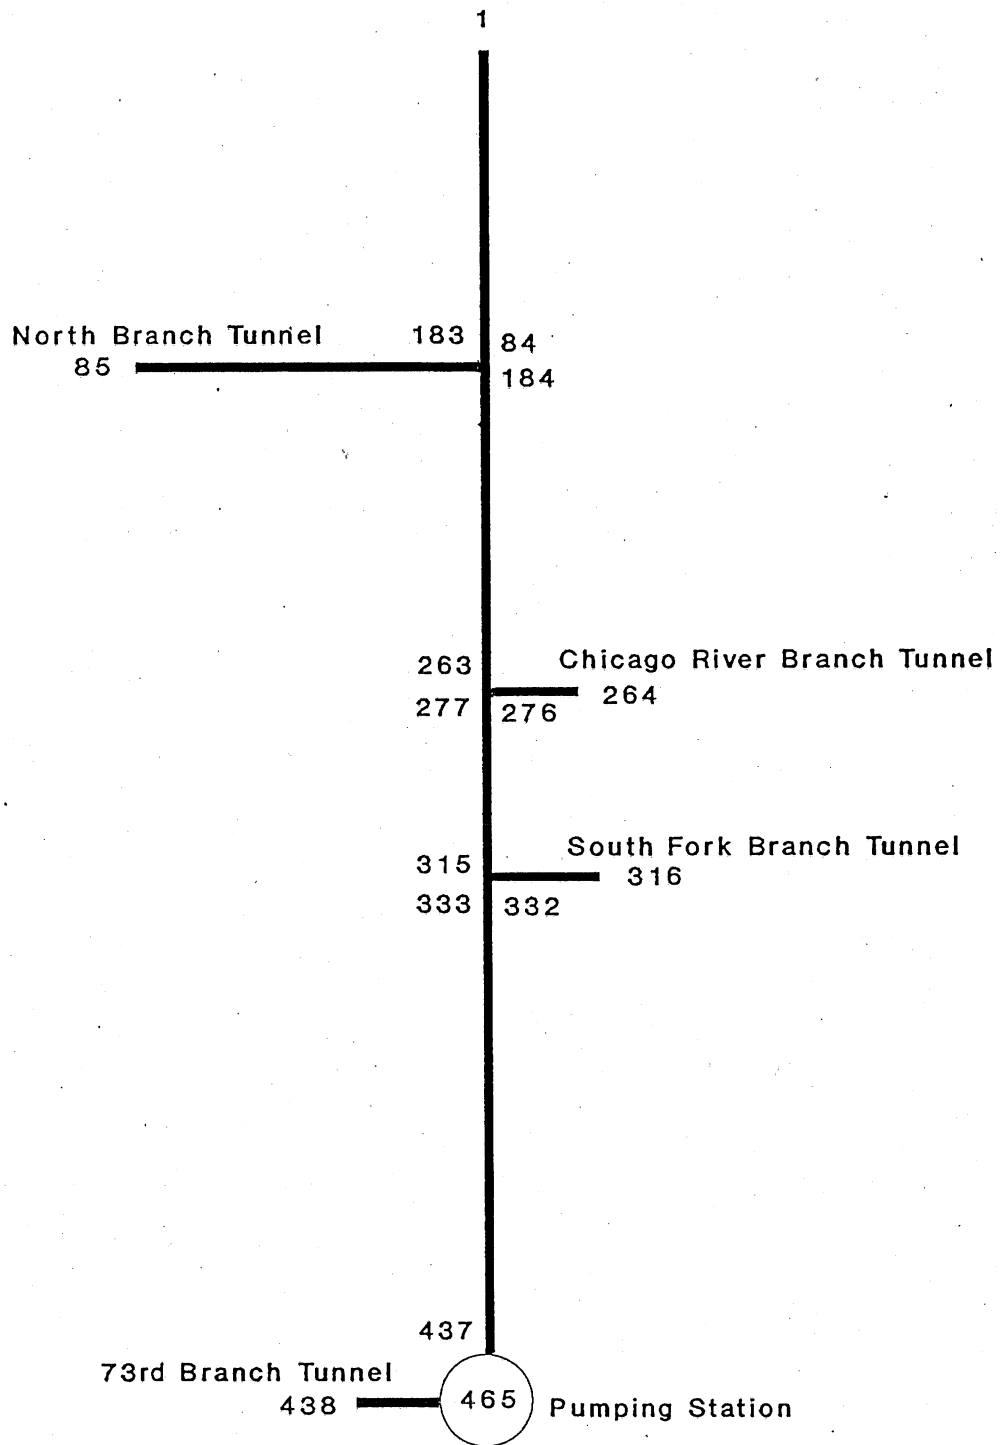 1
North Branch Tunnel 183 84
85 184
263 Chicago River Branch Tunnel
277 276 264
315 South Fork Branch Tunnel
316
333 332
437
73rd Branch Tunnel
438 465 Pumping Station